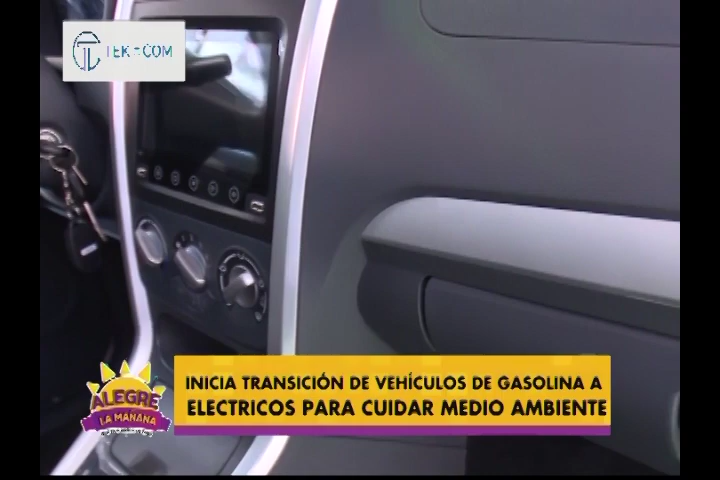 TEK
COM
INICIA TRANSICIÓN DE VEHÍCULOS DE GASOLINA A
ELECTRICOS PARA CUIDAR MEDIO AMBIENTE
ALEGRE
LA MAÑANA